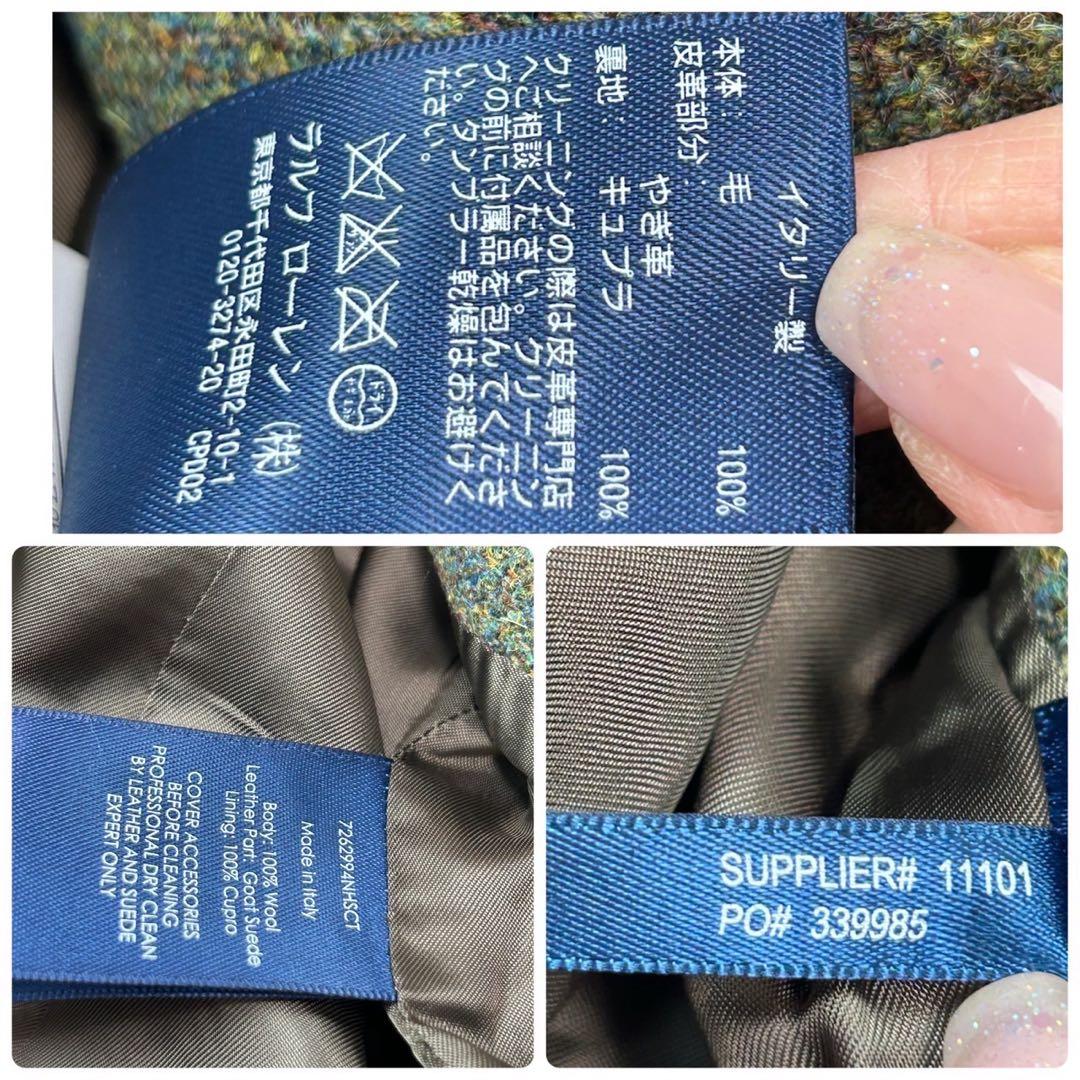 イタリー製
本体: 毛 100%
皮革部分: やぎ革
裏地: キュプラ 100%
クリーニングの際は皮革専門店
へご相談ください。クリーニン
グの前に付属品を包んでくださ
い。タンブラー乾燥はお避けく
ださい。
ドライ
ラルフ ローレン (株)
東京都千代田区永田町2-10-1
0120-3274-20
CPD02
726994NHSCT
Made in Italy
Body: 100% Wool
Leather Part: Goat Suede
Lining: 100% Cupro
COVER ACCESSORIES
BEFORE CLEANING
PROFESSIONAL DRY CLEAN
BY LEATHER AND SUEDE
EXPERT ONLY
SUPPLIER# 11101
PO# 339985